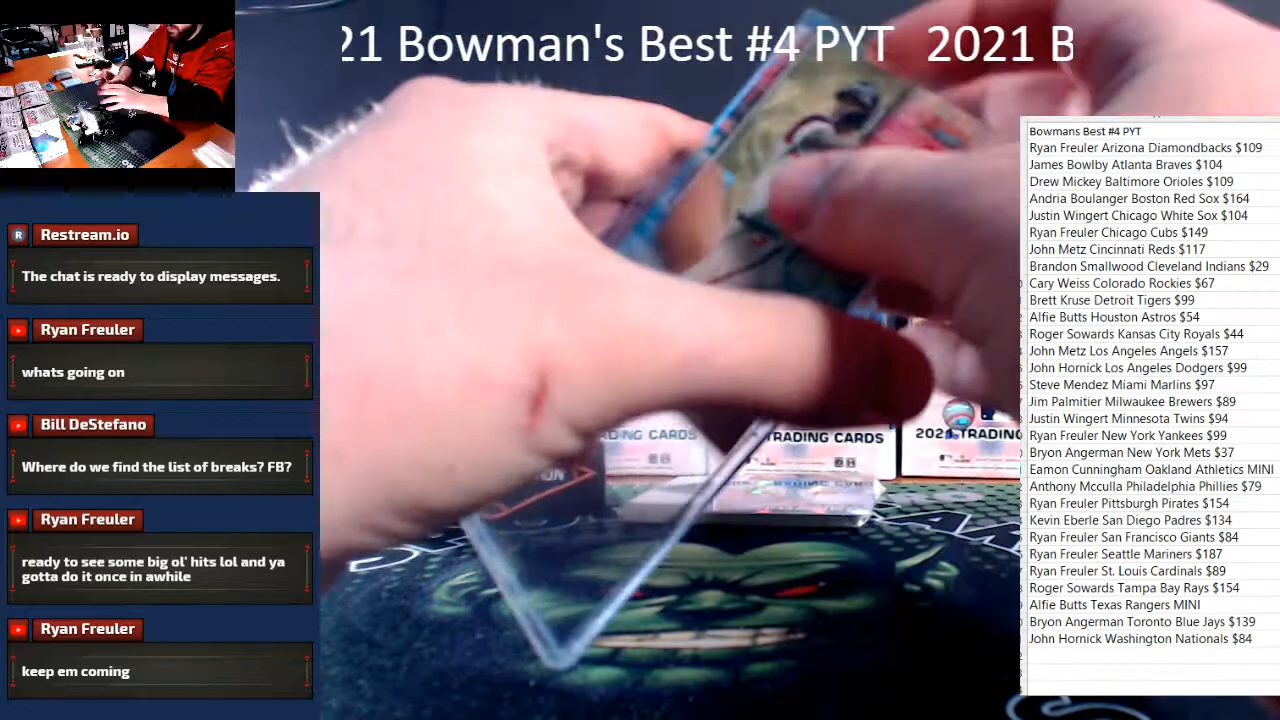 21 Bowman's Best #4 PYT 2021 B
Restream.io
The chat is ready to display messages.
Ryan Freuler
whats going on
Bill DeStefano
Where do we find the list of breaks? FB?
Ryan Freuler
ready to see some big ol' hits lol and ya
gotta do it once in awhile
Ryan Freuler
keep em coming
Bowmans Best #4 PYT
Ryan Freuler Arizona Diamondbacks $109
James Bowlby Atlanta Braves $104
Drew Mickey Baltimore Orioles $109
Andria Boulanger Boston Red Sox $164
Justin Wingert Chicago White Sox $104
Ryan Freuler Chicago Cubs $149
John Metz Cincinnati Reds $117
Brandon Smallwood Cleveland Indians $29
Cary Weiss Colorado Rockies $67
Brett Kruse Detroit Tigers $99
Alfie Butts Houston Astros $54
Roger Sowards Kansas City Royals $44
John Metz Los Angeles Angels $157
John Hornick Los Angeles Dodgers $99
Steve Mendez Miami Marlins $97
Jim Palmitier Milwaukee Brewers $89
Justin Wingert Minnesota Twins $94
Ryan Freuler New York Yankees $99
Bryon Angerman New York Mets $37
Eamon Cunningham Oakland Athletics MINI
Anthony Mcculla Philadelphia Phillies $79
Ryan Freuler Pittsburgh Pirates $154
Kevin Eberle San Diego Padres $134
Ryan Freuler San Francisco Giants $84
Ryan Freuler Seattle Mariners $187
Ryan Freuler St. Louis Cardinals $89
Roger Sowards Tampa Bay Rays $154
Alfie Butts Texas Rangers MINI
Bryon Angerman Toronto Blue Jays $139
John Hornick Washington Nationals $84
DING CARDS
TRADING CARDS
2021 TRADING CARDS